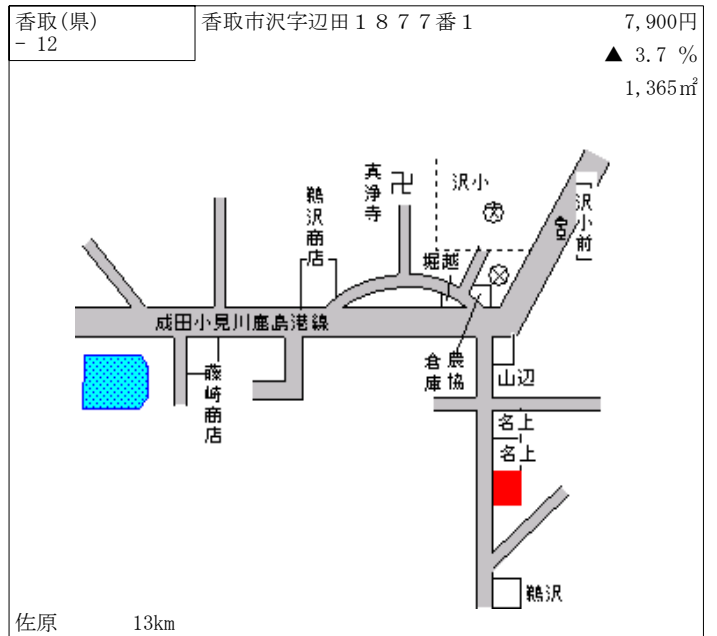 香取(県)
- 12
香取市沢字辺田１８７７番１
7,900円
▲ 3.7 %
1,365㎡
真浄寺
沢小
「沢小前」
鵜沢商店
堀越
成田小見川鹿島港線
農協
倉庫
藤崎商店
山辺
名上
名上
鵜沢
佐原 13km